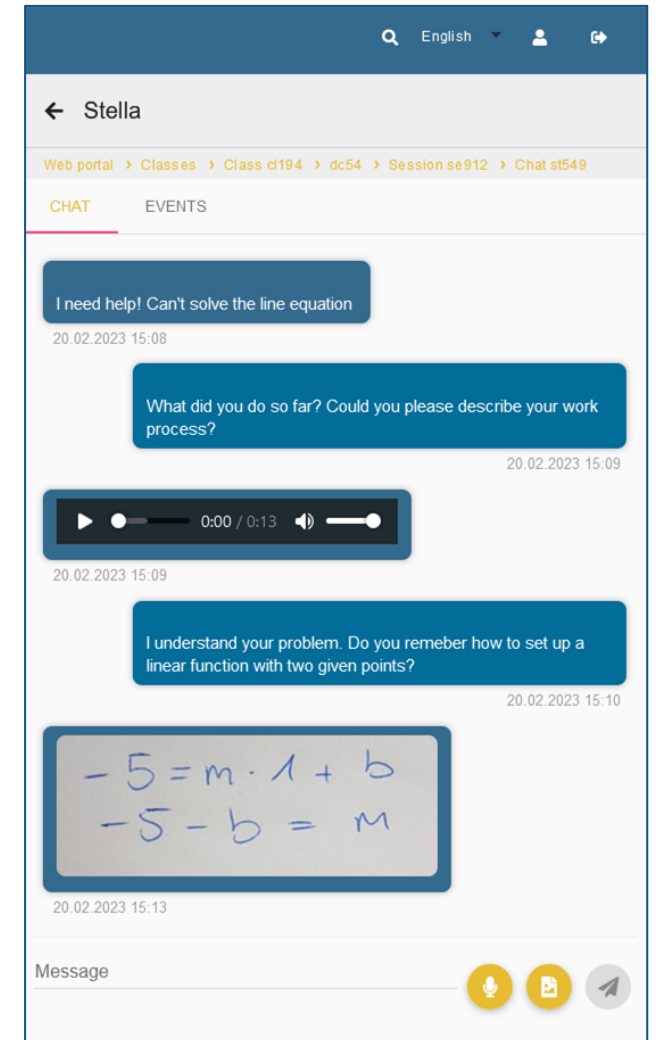 English
Stella
Web portal › Classes › Class cl194 › dc54 › Session se912 › Chat st549
CHAT EVENTS
I need help! Can't solve the line equation
20.02.2023 15:08
What did you do so far? Could you please describe your work
process?
20.02.2023 15:09
0:00 / 0:13
20.02.2023 15:09
I understand your problem. Do you remeber how to set up a
linear function with two given points?
20.02.2023 15:10
- 5 = m · 1 + b
- 5 - b = m
20.02.2023 15:13
Message